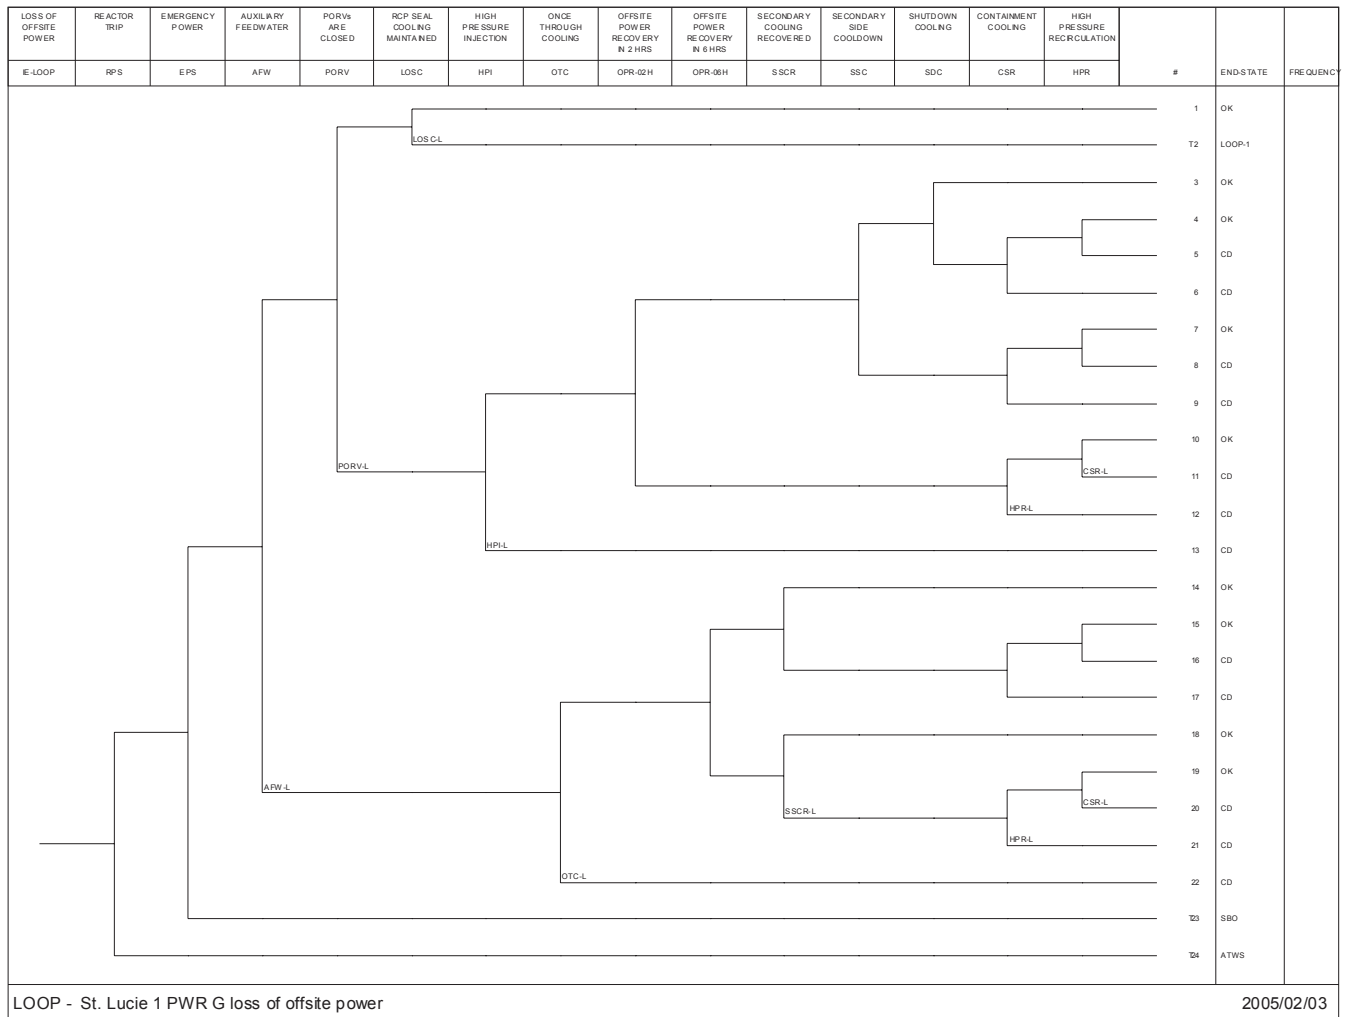 LOSS OF
OFFSITE
POWER
REACTOR
TRIP
EMERGENCY
POWER
AUXILIARY
FEEDWATER
PORVs
ARE
CLOSED
RCP SEAL
COOLING
MAINTAINED
HIGH
PRESSURE
INJECTION
ONCE
THROUGH
COOLING
OFFSITE
POWER
RECOVERY
IN 2 HRS
OFFSITE
POWER
RECOVERY
IN 6 HRS
SECONDARY
COOLING
RECOVERED
SECONDARY
SIDE
COOLDOWN
SHUTDOWN
COOLING
CONTAINMENT
COOLING
HIGH
PRESSURE
RECIRCULATION
IE-LOOP
RPS
EPS
AFW
PORV
LOSC
HPI
OTC
OPR-02H
OPR-06H
SSCR
SSC
SDC
CSR
HPR
#
END-STATE
FREQUENCY
1 OK
LOSC-L
T2 LOOP-1
3 OK
4 OK
5 CD
6 CD
7 OK
8 CD
9 CD
10 OK
PORV-L
CSR-L
11 CD
HPR-L
12 CD
HPI-L
13 CD
14 OK
15 OK
16 CD
17 CD
18 OK
19 OK
AFW-L
CSR-L
20 CD
SSCR-L
HPR-L
21 CD
OTC-L
22 CD
T23 SBO
T24 ATWS
LOOP - St. Lucie 1 PWR G loss of offsite power
2005/02/03